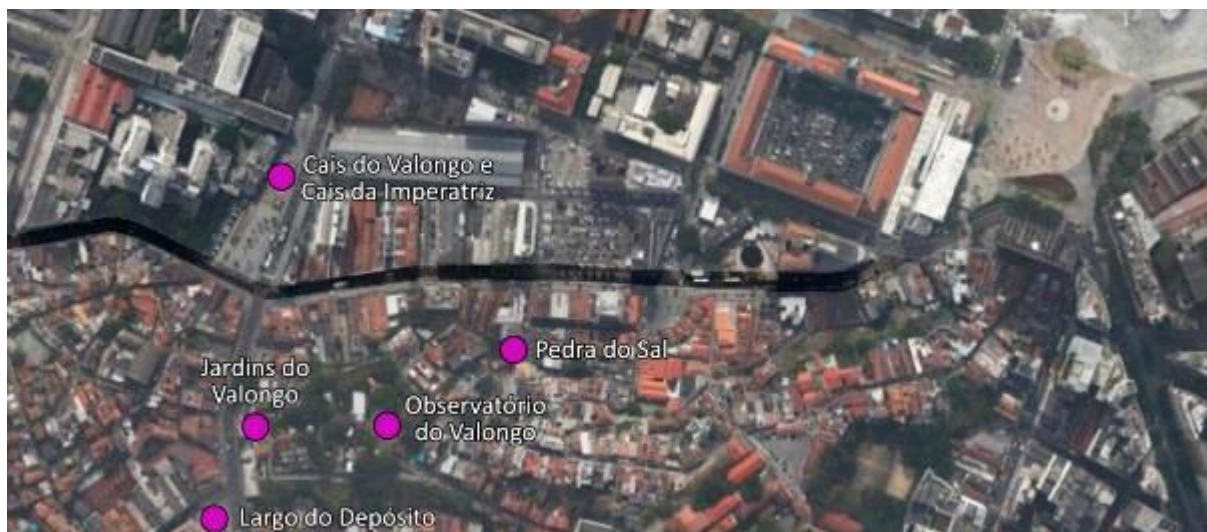 Cais do Valongo e
Cais da Imperatriz
Pedra do Sal
Jardins do
Valongo
Observatório
do Valongo
Largo do Depósito